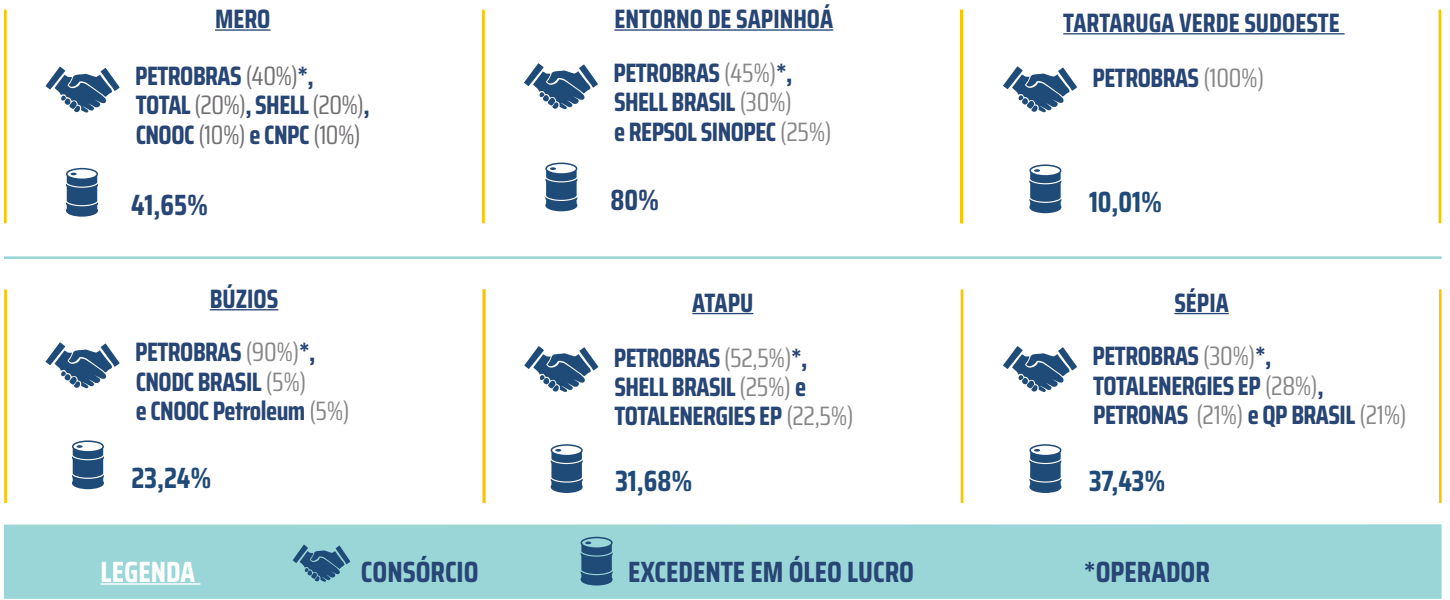 MERO
PETROBRAS (40%)*,
TOTAL (20%), SHELL (20%),
CNOOC (10%) e CNPC (10%)
41,65%
ENTORNO DE SAPINHOÁ
PETROBRAS (45%)*,
SHELL BRASIL (30%)
e REPSOL SINOPEC (25%)
80%
TARTARUGA VERDE SUDOESTE
PETROBRAS (100%)
10,01%
BÚZIOS
PETROBRAS (90%)*,
CNODC BRASIL (5%)
e CNOOC Petroleum (5%)
23,24%
ATAPU
PETROBRAS (52,5%)*,
SHELL BRASIL (25%) e
TOTALENERGIES EP (22,5%)
31,68%
SÉPIA
PETROBRAS (30%)*,
TOTALENERGIES EP (28%),
PETRONAS (21%) e QP BRASIL (21%)
37,43%
LEGENDA CONSÓRCIO EXCEDENTE EM ÓLEO LUCRO *OPERADOR